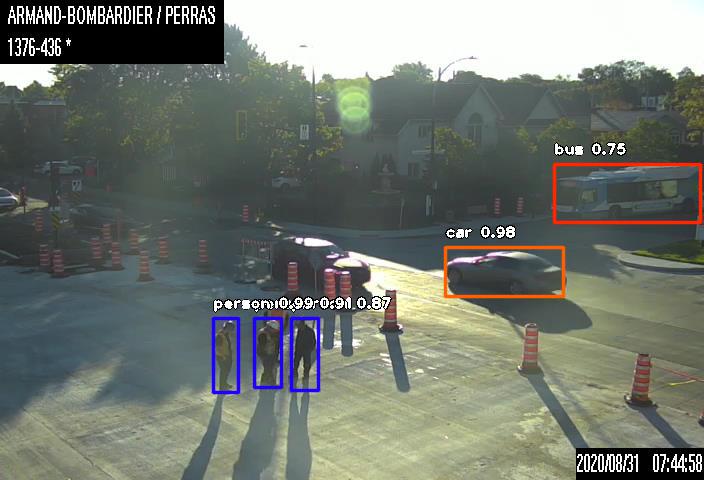 ARMAND-BOMBARDIER / PERRAS
1376-436 *
bus 0.75
car 0.98
person 0.99 0.91 0.87
2020/08/31 07:44:58